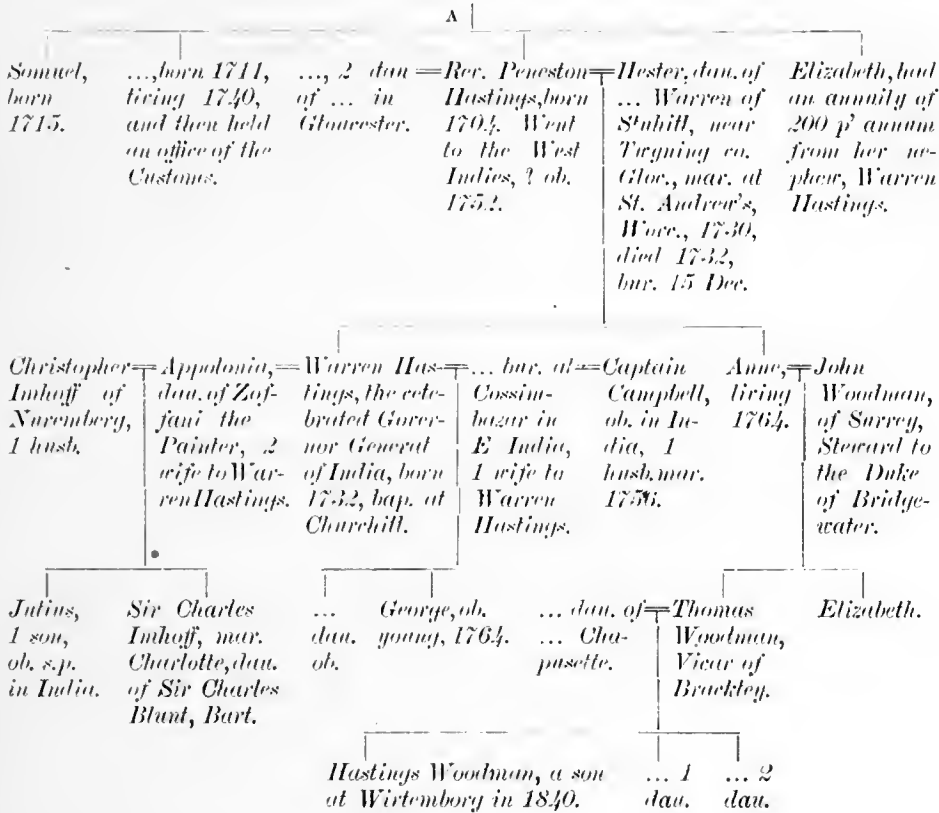 A
Samuel,
born
1715.
..., born 1711,
living 1740,
and then held
an office of the
Customs.
..., 2 dau
of ... in
Gloucester.
Rev. Peneston
Hastings, born
1704. Went
to the West
Indies, ? ob.
1752.
Hester, dau. of
... Warren of
Stubill, near
Twyning co.
Gloc., mar. at
St. Andrew's,
Worc., 1730,
died 1732,
bur. 15 Dec.
Elizabeth, had
an annuity of
200 p' annum
from her ne-
phew, Warren
Hastings.
Christopher
Imhoff of
Nuremberg,
1 husb.
Appolonia,
dau. of Zof-
fani the
Painter, 2
wife to War-
ren Hastings.
Warren Has-
tings, the cele-
brated Gover-
nor General
of India, born
1732, bap. at
Churchill.
... bur. at
Cossim-
bazar in
E India,
1 wife to
Warren
Hastings.
Captain
Campbell,
ob. in In-
dia, 1
husb. mar.
1756.
Anne,
living
1764.
John
Woodman,
of Surrey,
Steward to
the Duke
of Bridge-
water.
Julius,
1 son,
ob. s.p.
in India.
Sir Charles
Imhoff, mar.
Charlotte, dau.
of Sir Charles
Blunt, Bart.
...
dau.
ob.
George, ob.
young, 1764.
... dau. of
... Cha-
pusette.
Thomas
Woodman,
Vicar of
Brackley.
Elizabeth.
Hastings Woodman, a son
at Wirtemborg in 1840.
... 1
dau.
... 2
dau.